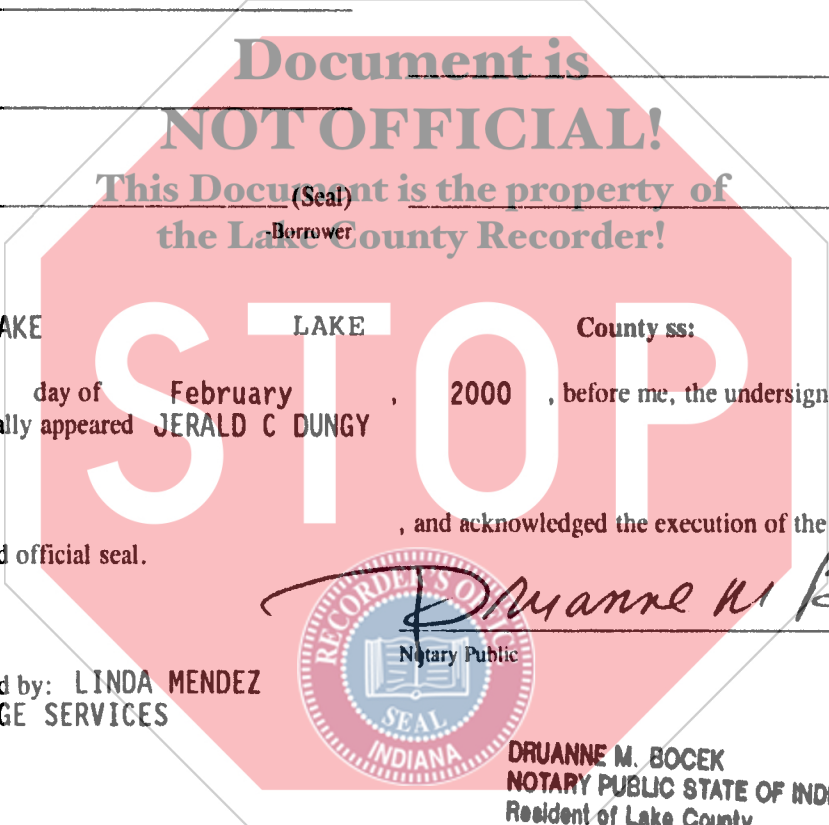 Document is
NOT OFFICIAL!
This Document is the property of
the Lake County Recorder!
(Seal)
-Borrower
STOP
AKE LAKE County ss:
day of February , 2000 , before me, the undersign
ally appeared JERALD C DUNGY
, and acknowledged the execution of the
d official seal.
Druanne M B
Notary Public
RECORDER'S OFFIC
SEAL
INDIANA
d by: LINDA MENDEZ
GE SERVICES
DRUANNE M. BOCEK
NOTARY PUBLIC STATE OF INDI
Resident of Lake County